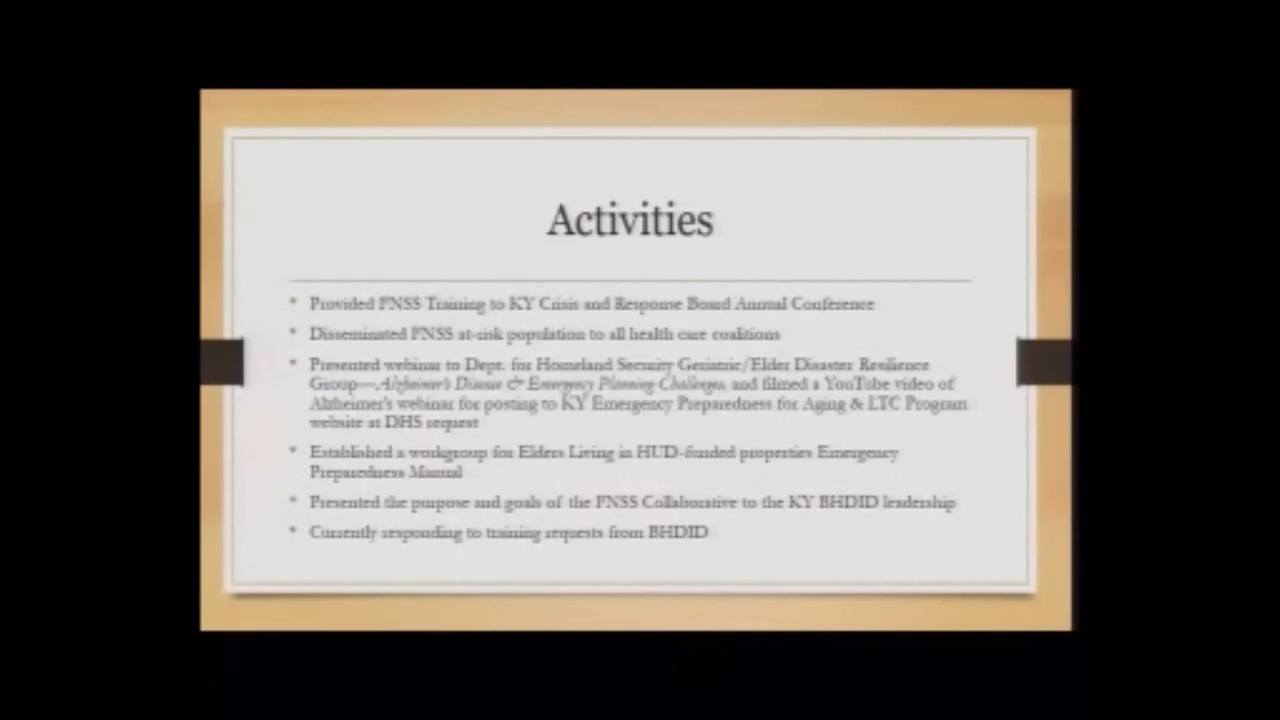 Activities
• Provided FNSS Training to KY Crisis and Response Board Annual Conference
• Disseminated FNSS at-risk population to all health care coalitions
• Presented webinar to Dept. for Homeland Security Geriatric/Elder Disaster Resilience
Group—Alzheimer's Disease & Emergency Planning Challenges, and filmed a YouTube video of
Alzheimer's webinar for posting to KY Emergency Preparedness for Aging & LTC Program
website at DHS request
• Established a workgroup for Elders Living in HUD-funded properties Emergency
Preparedness Manual
• Presented the purpose and goals of the FNSS Collaborative to the KY BHDID leadership
• Currently responding to training requests from BHDID